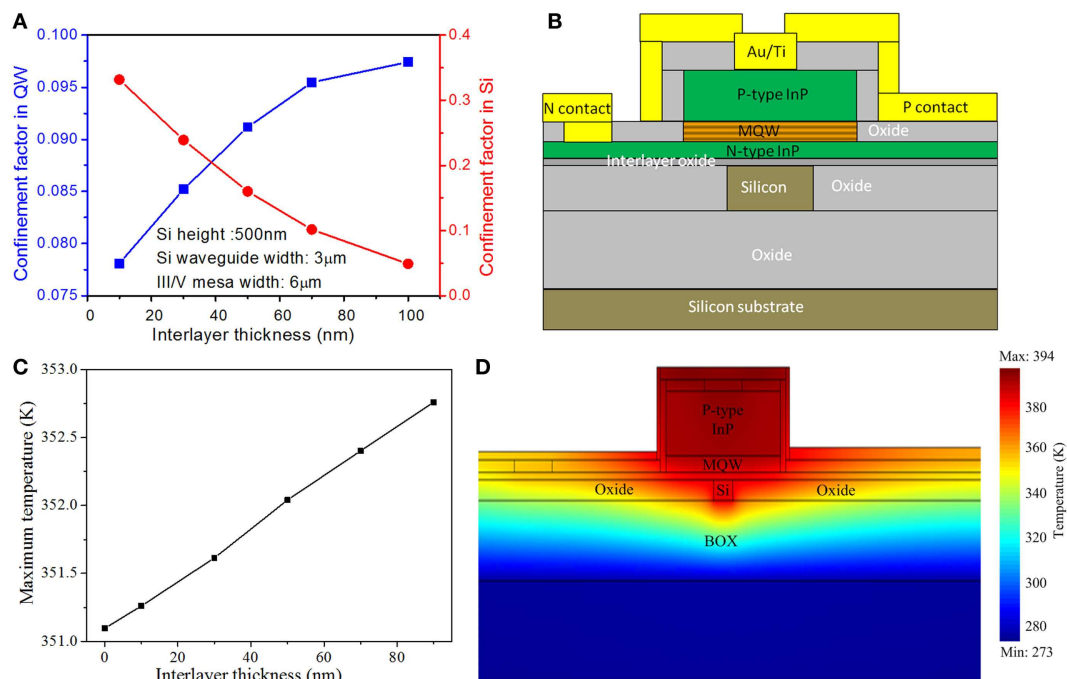 A
0.100
0.095
0.090
0.085
0.080
0.075
Confinement factor in QW
0.4
0.3
0.2
0.1
0.0
Confinement factor in Si
Si height :500nm
Si waveguide width: 3μm
III/V mesa width: 6μm
0 20 40 60 80 100
Interlayer thickness (nm)
B
Au/Ti
P-type InP
N contact
P contact
MQW
Oxide
N-type InP
Interlayer oxide
Silicon
Oxide
Oxide
Silicon substrate
C
353.0
352.5
352.0
351.5
351.0
Maximum temperature (K)
0 20 40 60 80
Interlayer thickness (nm)
D
P-type
InP
MQW
Oxide
Si
Oxide
BOX
Max: 394
380
360
340
320
300
280
Min: 273
Temperature (K)